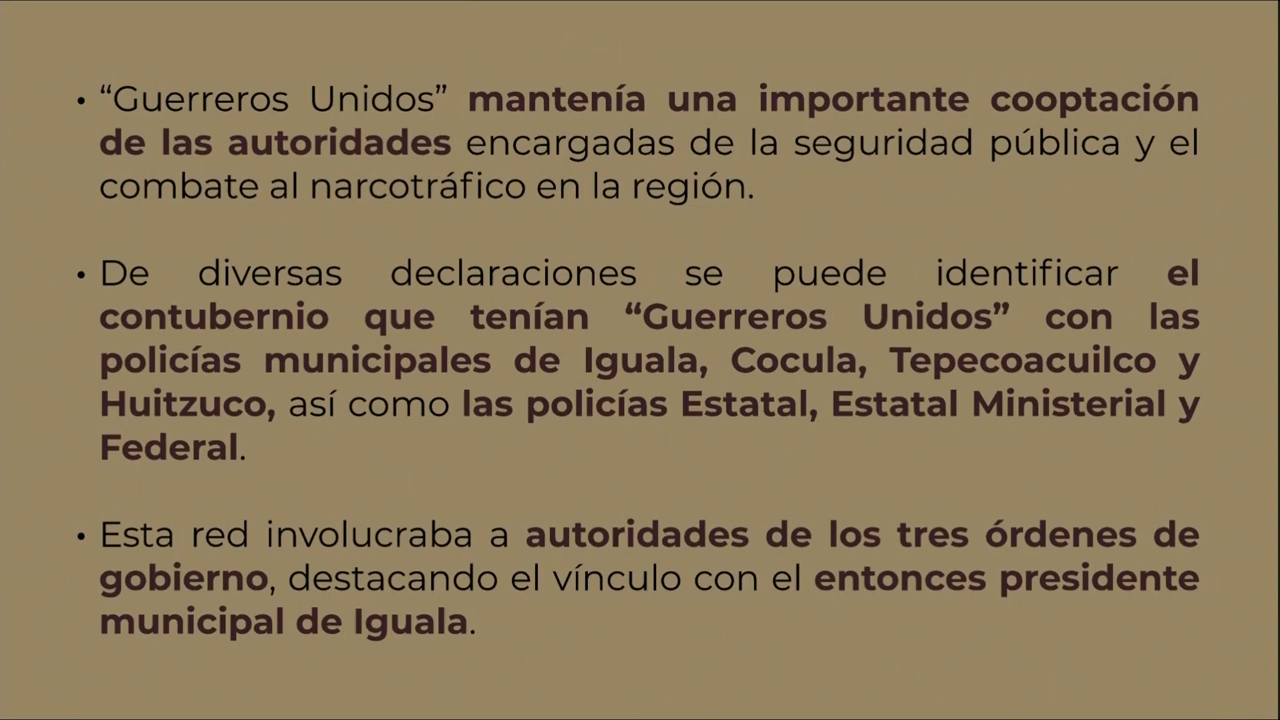 • “Guerreros Unidos” mantenía una importante cooptación
de las autoridades encargadas de la seguridad pública y el
combate al narcotráfico en la región.
• De diversas declaraciones se puede identificar el
contubernio que tenían “Guerreros Unidos” con las
policías municipales de Iguala, Cocula, Tepecoacuilco y
Huitzuco, así como las policías Estatal, Estatal Ministerial y
Federal.
• Esta red involucraba a autoridades de los tres órdenes de
gobierno, destacando el vínculo con el entonces presidente
municipal de Iguala.